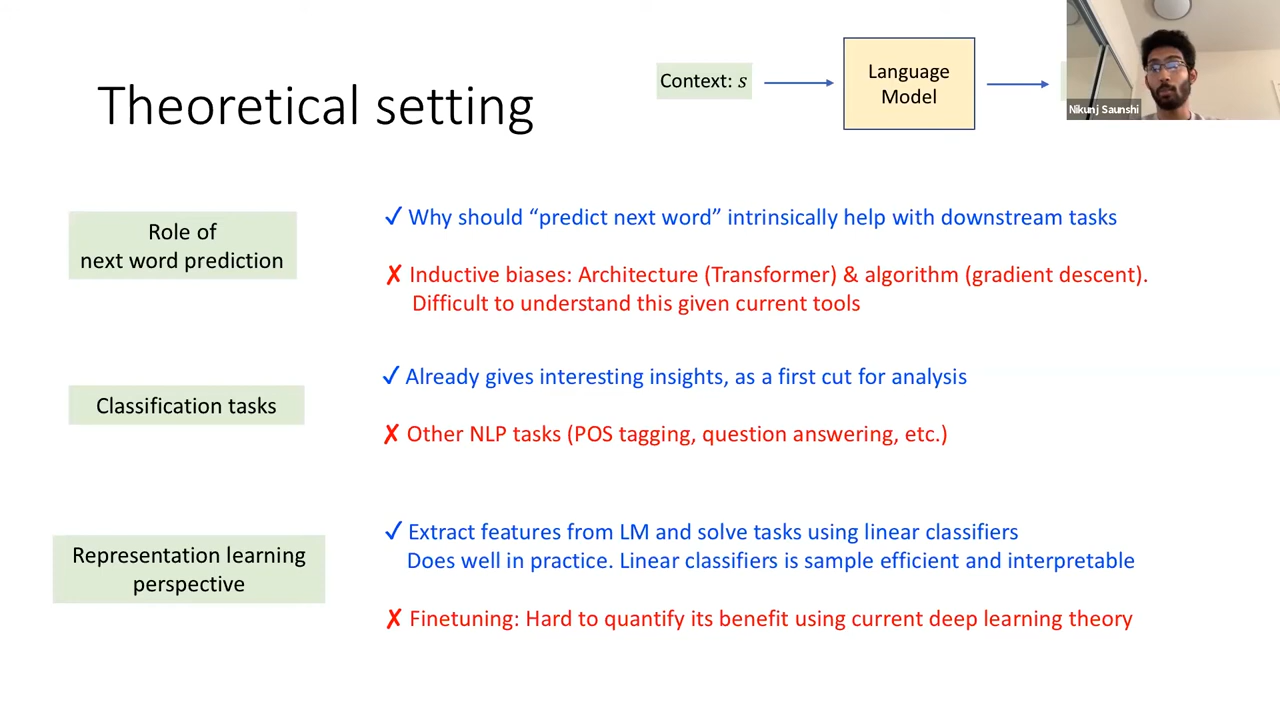 Context: s
Language
Model
Nikunj Saunshi
Theoretical setting
Role of
next word prediction
✓ Why should “predict next word” intrinsically help with downstream tasks
✗ Inductive biases: Architecture (Transformer) & algorithm (gradient descent).
Difficult to understand this given current tools
Classification tasks
✓ Already gives interesting insights, as a first cut for analysis
✗ Other NLP tasks (POS tagging, question answering, etc.)
Representation learning
perspective
✓ Extract features from LM and solve tasks using linear classifiers
Does well in practice. Linear classifiers is sample efficient and interpretable
✗ Finetuning: Hard to quantify its benefit using current deep learning theory